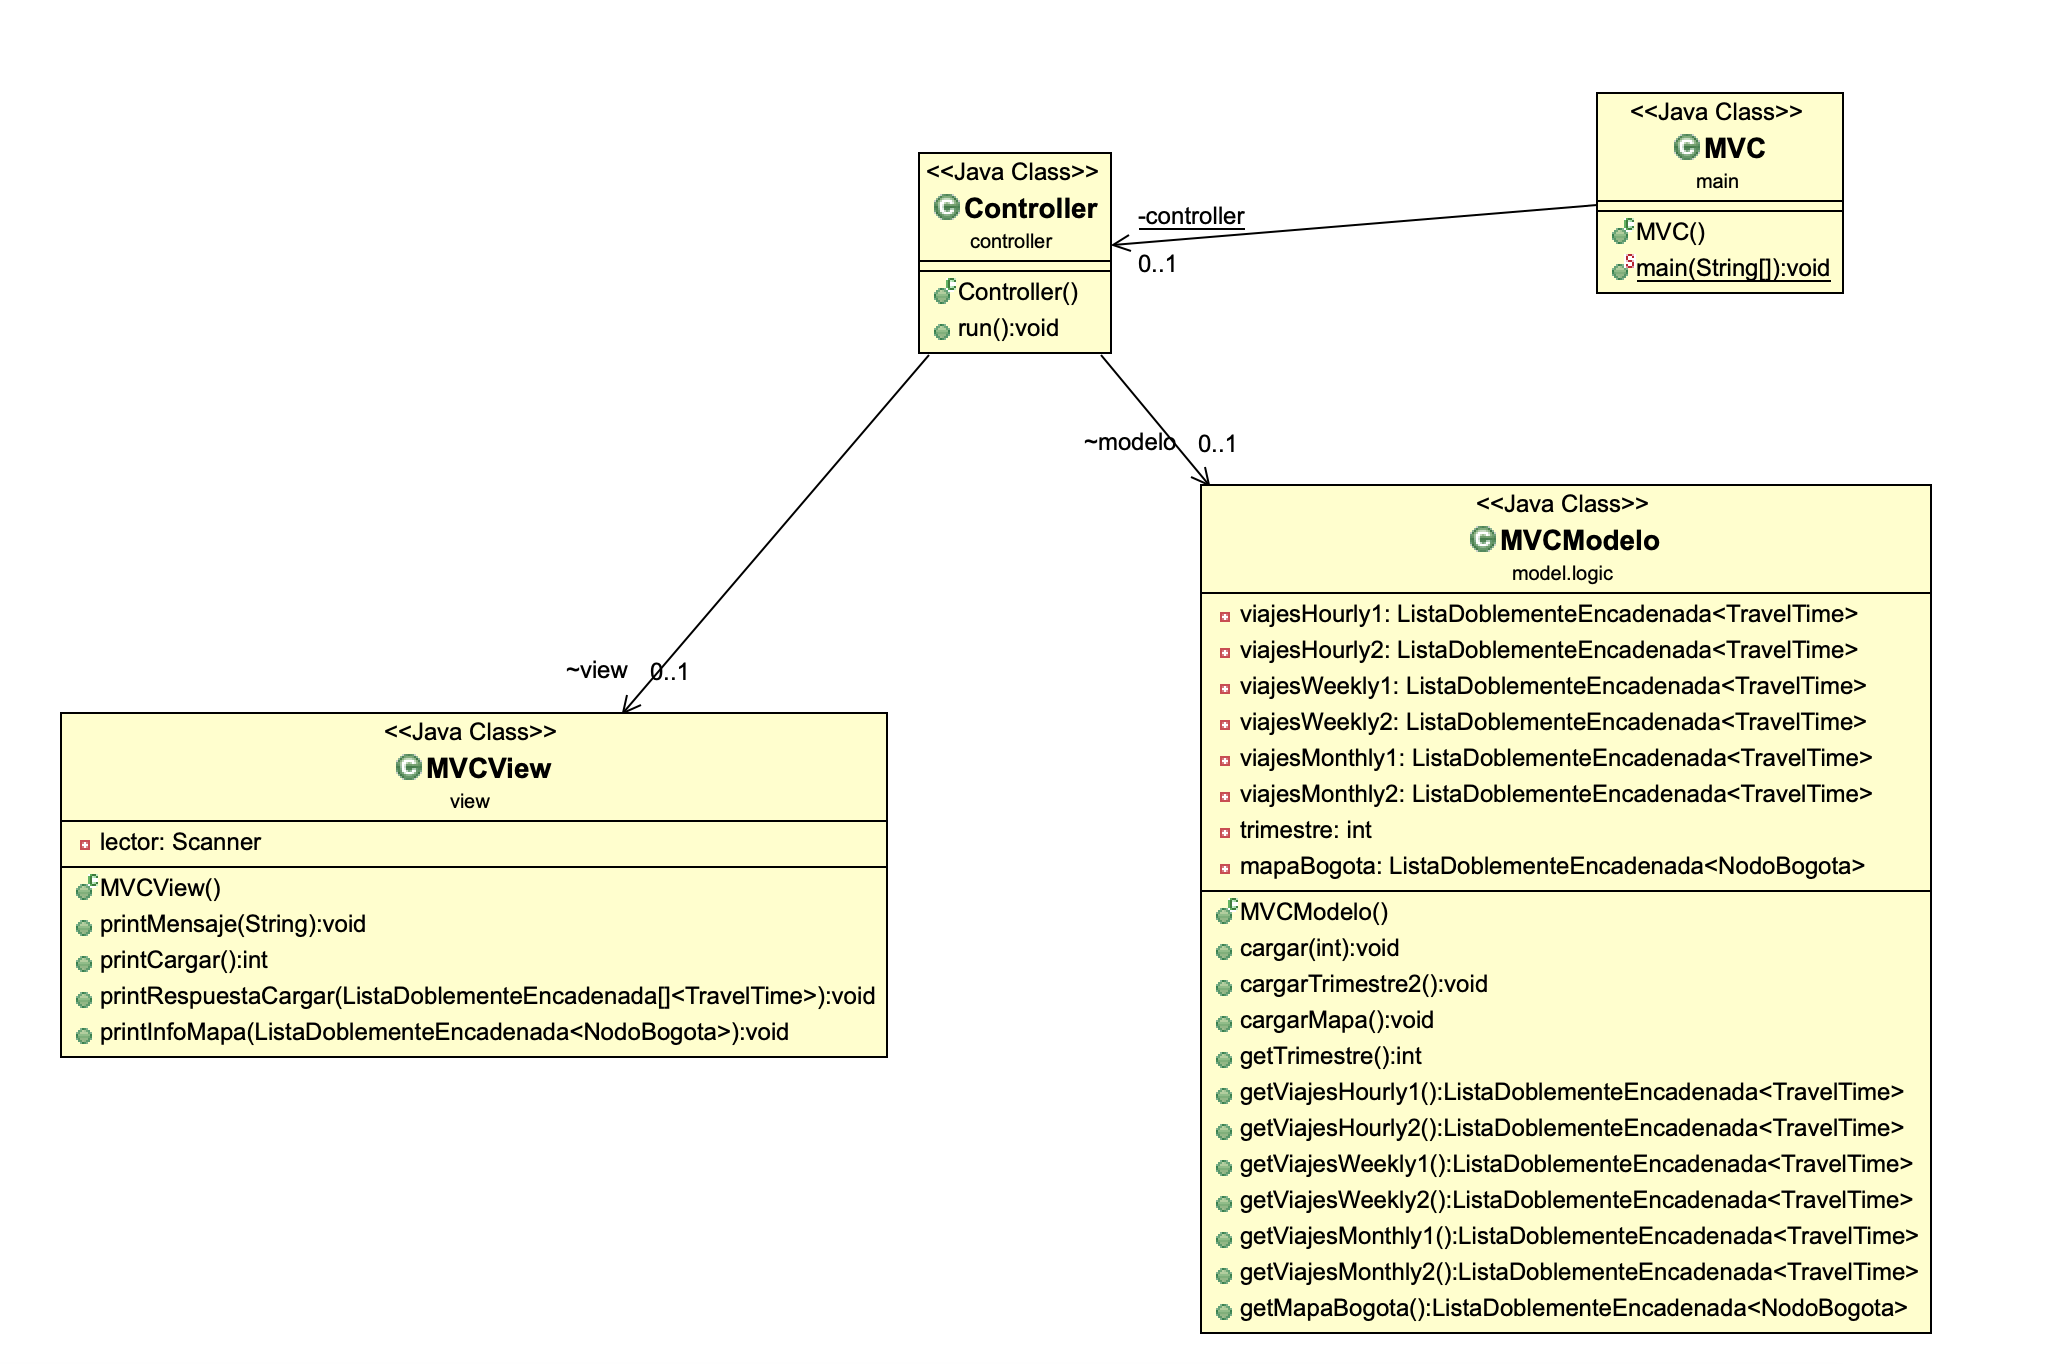 <<Java Class>>
MVC
main
MVC()
main(String[]):void
<<Java Class>>
Controller
controller
Controller()
run():void
-controller
0..1
~modelo
0..1
~view
0..1
<<Java Class>>
MVCModelo
model.logic
viajesHourly1: ListaDoblementeEncadenada<TravelTime>
viajesHourly2: ListaDoblementeEncadenada<TravelTime>
viajesWeekly1: ListaDoblementeEncadenada<TravelTime>
viajesWeekly2: ListaDoblementeEncadenada<TravelTime>
viajesMonthly1: ListaDoblementeEncadenada<TravelTime>
viajesMonthly2: ListaDoblementeEncadenada<TravelTime>
trimestre: int
mapaBogota: ListaDoblementeEncadenada<NodoBogota>
MVCModelo()
cargar(int):void
cargarTrimestre2():void
cargarMapa():void
getTrimestre():int
getViajesHourly1():ListaDoblementeEncadenada<TravelTime>
getViajesHourly2():ListaDoblementeEncadenada<TravelTime>
getViajesWeekly1():ListaDoblementeEncadenada<TravelTime>
getViajesWeekly2():ListaDoblementeEncadenada<TravelTime>
getViajesMonthly1():ListaDoblementeEncadenada<TravelTime>
getViajesMonthly2():ListaDoblementeEncadenada<TravelTime>
getMapaBogota():ListaDoblementeEncadenada<NodoBogota>
<<Java Class>>
MVCView
view
lector: Scanner
MVCView()
printMensaje(String):void
printCargar():int
printRespuestaCargar(ListaDoblementeEncadenada[]<TravelTime>):void
printInfoMapa(ListaDoblementeEncadenada<NodoBogota>):void